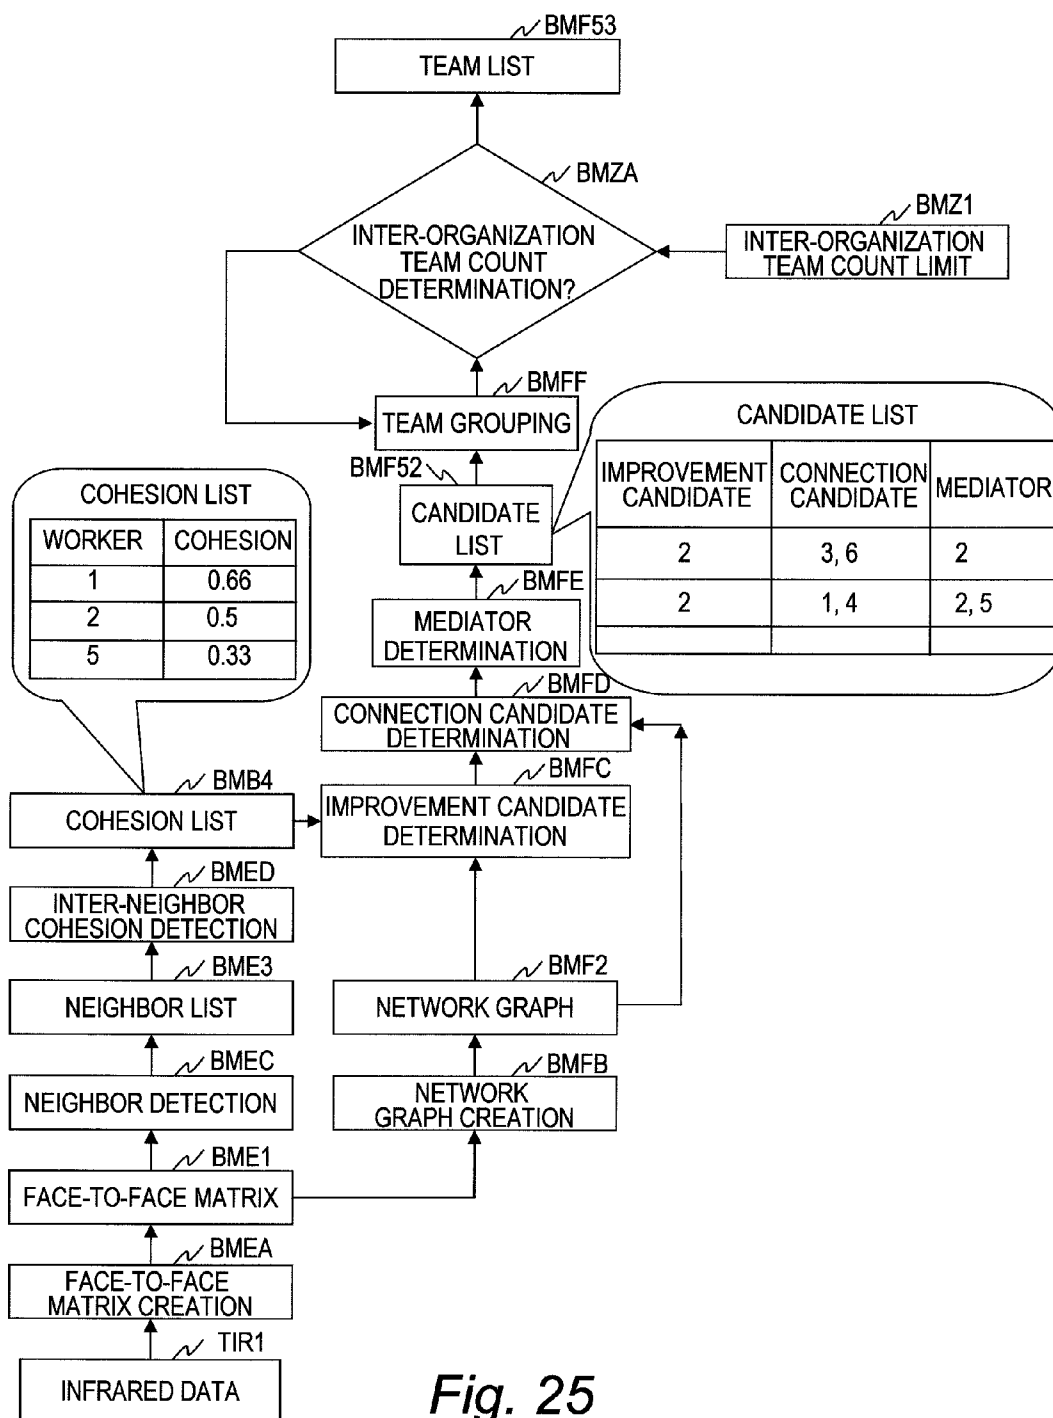 BMF53
TEAM LIST
BMZA
BMZ1
INTER-ORGANIZATION
TEAM COUNT
DETERMINATION?
INTER-ORGANIZATION
TEAM COUNT LIMIT
BMFF
TEAM GROUPING
BMF52
CANDIDATE
LIST
CANDIDATE LIST
IMPROVEMENT
CANDIDATE
CONNECTION
CANDIDATE
MEDIATOR
2
3, 6
2
2
1, 4
2, 5
COHESION LIST
WORKER
COHESION
1
0.66
2
0.5
5
0.33
BMFE
MEDIATOR
DETERMINATION
BMFD
CONNECTION CANDIDATE
DETERMINATION
BMFC
IMPROVEMENT CANDIDATE
DETERMINATION
BMB4
COHESION LIST
BMED
INTER-NEIGHBOR
COHESION DETECTION
BME3
NEIGHBOR LIST
BMF2
NETWORK GRAPH
BMEC
NEIGHBOR DETECTION
BMFB
NETWORK
GRAPH CREATION
BME1
FACE-TO-FACE MATRIX
BMEA
FACE-TO-FACE
MATRIX CREATION
TIR1
INFRARED DATA
Fig. 25